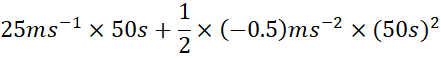 25ms⁻¹ × 50s + 1/2 × (−0.5)ms⁻² × (50s)²